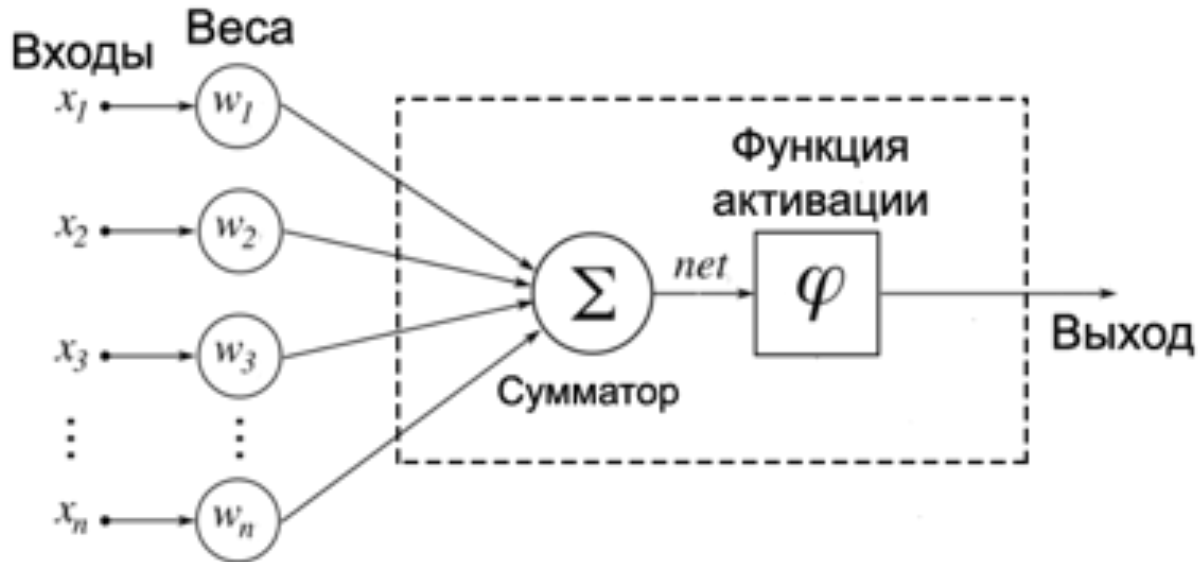 Входы
Веса
x₁
w₁
x₂
w₂
x₃
w₃
⋮
⋮
xₙ
wₙ
Σ
Сумматор
net
Функция
активации
φ
Выход